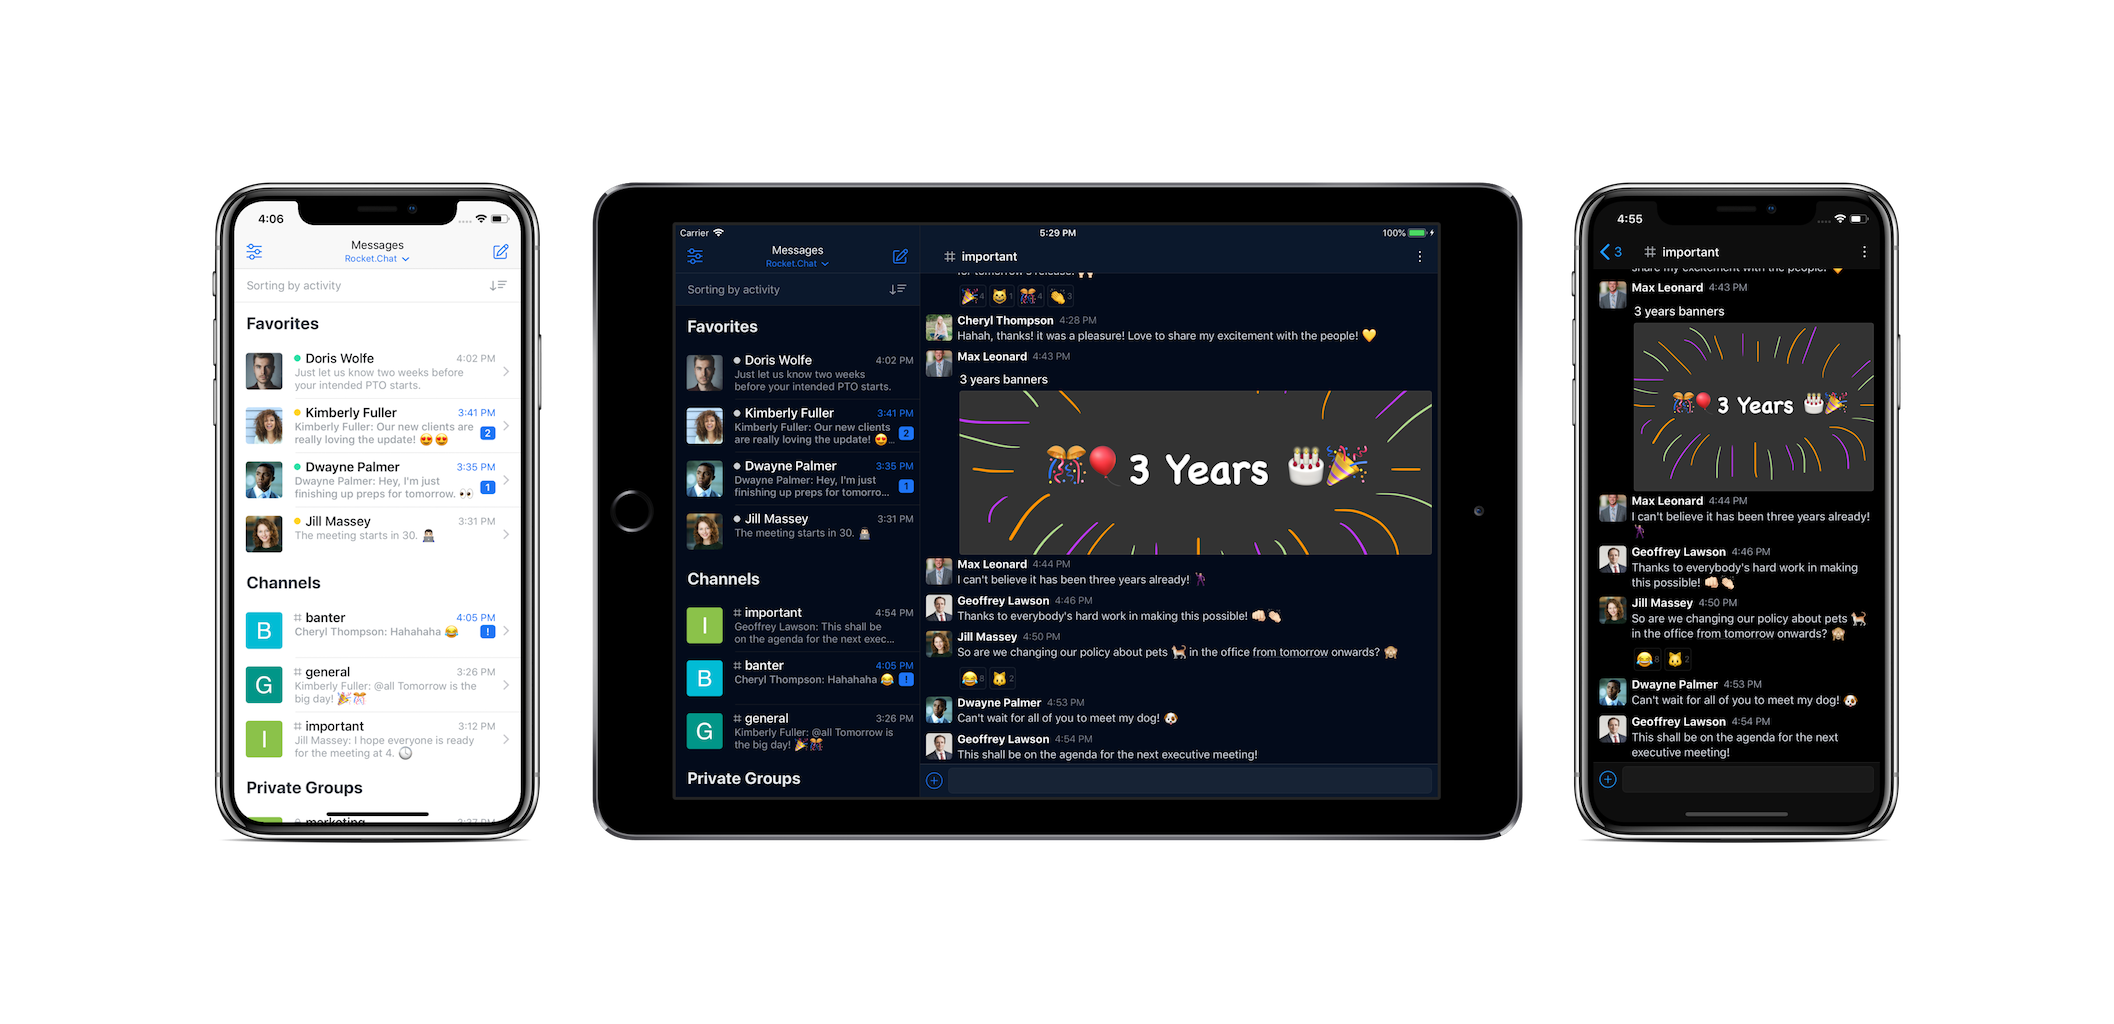 4:06
Messages
Rocket.Chat
Sorting by activity
Favorites
Doris Wolfe 4:02 PM
Just let us know two weeks before
your intended PTO starts.
Kimberly Fuller 3:41 PM
Kimberly Fuller: Our new clients are
really loving the update! 😍😍 2
Dwayne Palmer 3:35 PM
Dwayne Palmer: Hey, I'm just
finishing up preps for tomorrow. 👀 1
Jill Massey 3:31 PM
The meeting starts in 30. 👨‍💻
Channels
B
# banter 4:05 PM
Cheryl Thompson: Hahahaha 😂 !
G
# general 3:26 PM
Kimberly Fuller: @all Tomorrow is the
big day! 🎉🎊
I
# important 3:12 PM
Jill Massey: I hope everyone is ready
for the meeting at 4. 🕓
Private Groups
marketing 3:37 PM
Carrier
5:29 PM
100%
Messages
Rocket.Chat
Sorting by activity
Favorites
Doris Wolfe 4:02 PM
Just let us know two weeks
before your intended PTO starts.
Kimberly Fuller 3:41 PM
Kimberly Fuller: Our new clients
are really loving the update! 😍... 2
Dwayne Palmer 3:35 PM
Dwayne Palmer: Hey, I'm just
finishing up preps for tomorro... 1
Jill Massey 3:31 PM
The meeting starts in 30. 👨‍💻
Channels
I
# important 4:54 PM
Geoffrey Lawson: This shall be
on the agenda for the next exec...
B
# banter 4:05 PM
Cheryl Thompson: Hahahaha 😂 !
G
# general 3:26 PM
Kimberly Fuller: @all Tomorrow is
the big day! 🎉🎊
Private Groups
# important
for tomorrow's release! 🙌
🎉 4 😺 1 🎊 4 👏 3
Cheryl Thompson 4:28 PM
Hahah, thanks! it was a pleasure! Love to share my excitement with the people! 💛
Max Leonard 4:43 PM
3 years banners
🎊🎈3 Years 🎂🎉
Max Leonard 4:44 PM
I can't believe it has been three years already! 🕺
Geoffrey Lawson 4:46 PM
Thanks to everybody's hard work in making this possible! 👊👏
Jill Massey 4:50 PM
So are we changing our policy about pets 🐕 in the office from tomorrow onwards? 🙊
😂 8 🐱 2
Dwayne Palmer 4:53 PM
Can't wait for all of you to meet my dog! 🐶
Geoffrey Lawson 4:54 PM
This shall be on the agenda for the next executive meeting!
4:55
3 # important
share my excitement with the people! 💛
Max Leonard 4:43 PM
3 years banners
🎊🎈3 Years 🎂🎉
Max Leonard 4:44 PM
I can't believe it has been three years already!
🕺
Geoffrey Lawson 4:46 PM
Thanks to everybody's hard work in making
this possible! 👊👏
Jill Massey 4:50 PM
So are we changing our policy about pets 🐕
in the office from tomorrow onwards? 🙊
😂 8 🐱 2
Dwayne Palmer 4:53 PM
Can't wait for all of you to meet my dog! 🐶
Geoffrey Lawson 4:54 PM
This shall be on the agenda for the next
executive meeting!